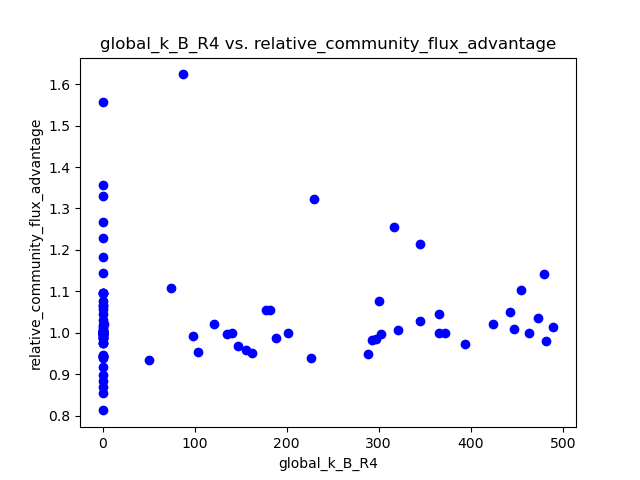 global_k_B_R4 vs. relative_community_flux_advantage
relative_community_flux_advantage
1.6
1.5
1.4
1.3
1.2
1.1
1.0
0.9
0.8
0 100 200 300 400 500
global_k_B_R4